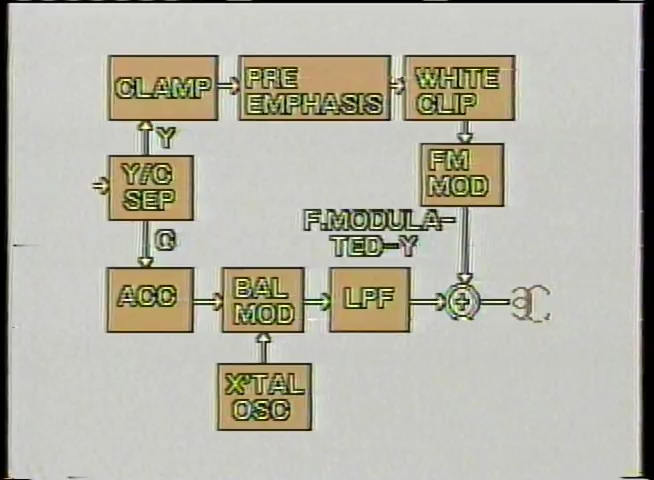 CLAMP
PRE
EMPHASIS
WHITE
CLIP
Y
Y/C
SEP
FM
MOD
C
F.MODULA-
TED-Y
ACC
BAL
MOD
LPF
+
X'TAL
OSC